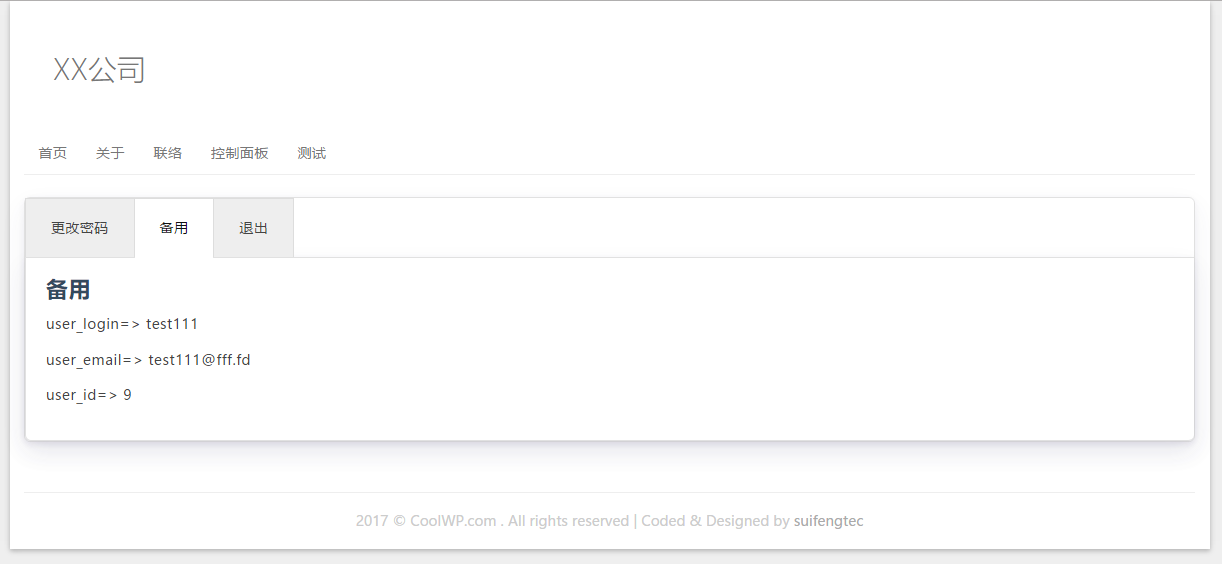 XX公司
首页 关于 联络 控制面板 测试
更改密码 备用 退出
备用
user_login=> test111
user_email=> test111@fff.fd
user_id=> 9
2017 © CoolWP.com . All rights reserved | Coded & Designed by suifengtec